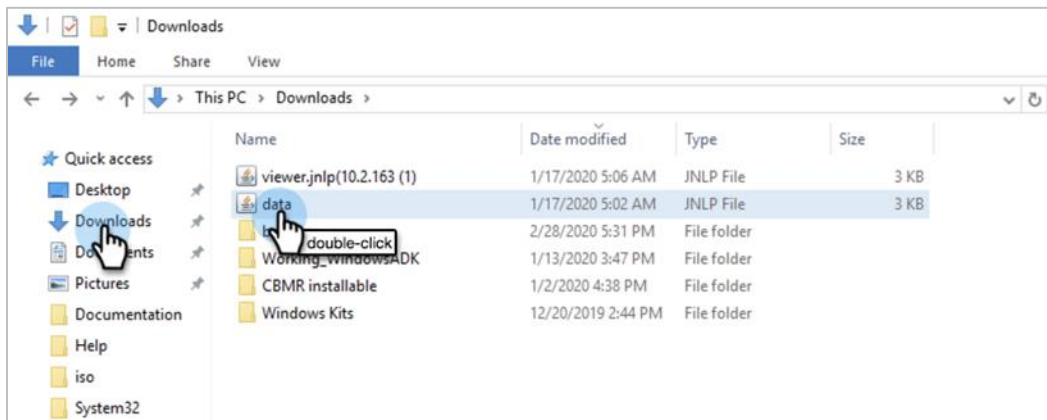 Downloads
File Home Share View
This PC > Downloads >
Name Date modified Type Size
Quick access
Desktop
Downloads
Pictures
Documentation
Help
iso
System32
viewer.jnlp(10.2.163 (1) 1/17/2020 5:06 AM JNLP File 3 KB
data 1/17/2020 5:02 AM JNLP File 3 KB
2/28/2020 5:31 PM File folder
double-click
Working_WindowsADK 1/13/2020 3:47 PM File folder
CBMR installable 1/2/2020 4:38 PM File folder
Windows Kits 12/20/2019 2:44 PM File folder